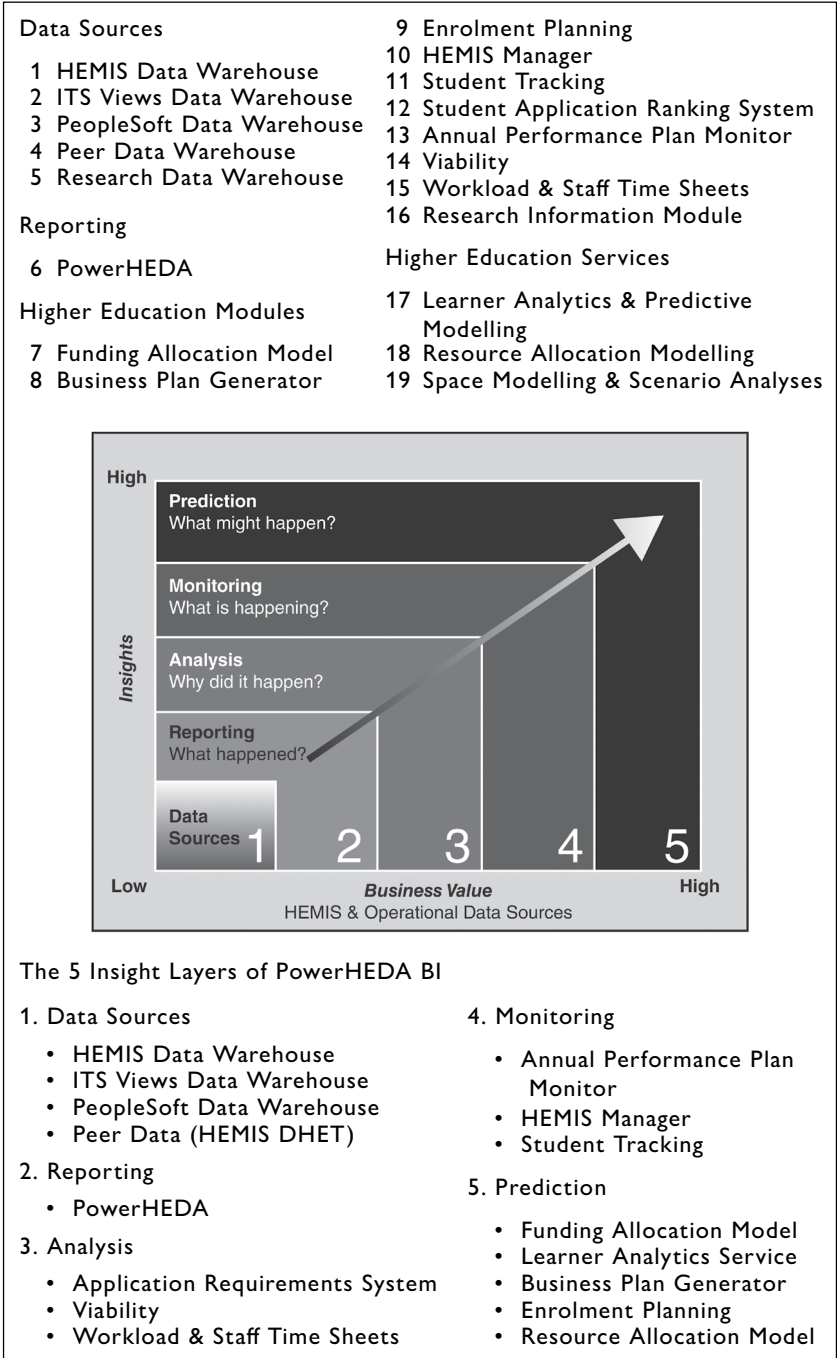 Data Sources
1 HEMIS Data Warehouse
2 ITS Views Data Warehouse
3 PeopleSoft Data Warehouse
4 Peer Data Warehouse
5 Research Data Warehouse
Reporting
6 PowerHEDA
Higher Education Modules
7 Funding Allocation Model
8 Business Plan Generator
9 Enrolment Planning
10 HEMIS Manager
11 Student Tracking
12 Student Application Ranking System
13 Annual Performance Plan Monitor
14 Viability
15 Workload & Staff Time Sheets
16 Research Information Module
Higher Education Services
17 Learner Analytics & Predictive
Modelling
18 Resource Allocation Modelling
19 Space Modelling & Scenario Analyses
High
Prediction
What might happen?
Monitoring
What is happening?
Analysis
Why did it happen?
Reporting
What happened?
Data
Sources
1 2 3 4 5
Insights
Low
Business Value
High
HEMIS & Operational Data Sources
The 5 Insight Layers of PowerHEDA BI
1. Data Sources
• HEMIS Data Warehouse
• ITS Views Data Warehouse
• PeopleSoft Data Warehouse
• Peer Data (HEMIS DHET)
2. Reporting
• PowerHEDA
3. Analysis
• Application Requirements System
• Viability
• Workload & Staff Time Sheets
4. Monitoring
• Annual Performance Plan
Monitor
• HEMIS Manager
• Student Tracking
5. Prediction
• Funding Allocation Model
• Learner Analytics Service
• Business Plan Generator
• Enrolment Planning
• Resource Allocation Model